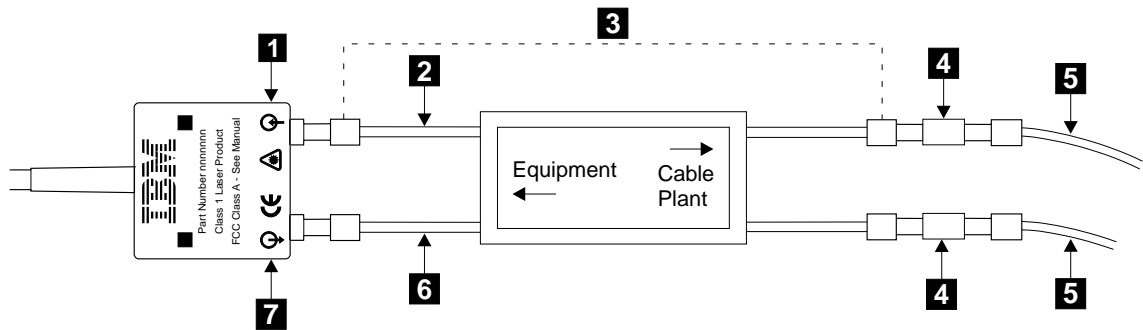 3
1
2
4
5
IBM
Part Number nnnnnnn
Class 1 Laser Product
FCC Class A - See Manual
CE
Equipment
Cable
Plant
7
6
4
5